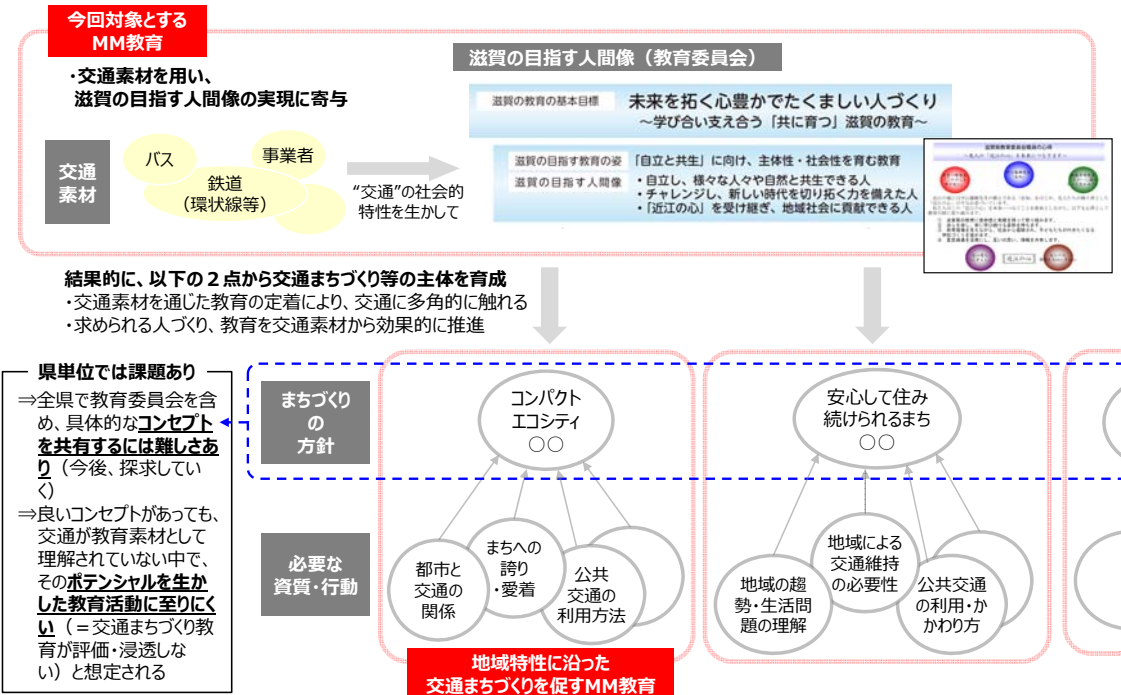 今回対象とする
MM教育
・交通素材を用い、
滋賀の目指す人間像の実現に寄与
交通
素材
バス
事業者
鉄道
（環状線等）
“交通”の社会的
特性を生かして
滋賀の目指す人間像（教育委員会）
滋賀の教育の基本目標
未来を拓く心豊かでたくましい人づくり
～学び合い支え合う「共に育つ」滋賀の教育～
滋賀の目指す教育の姿
「自立と共生」に向け、主体性・社会性を育む教育
滋賀の目指す人間像
・自立し、様々な人々や自然と共生できる人
・チャレンジし、新しい時代を切り拓く力を備えた人
・「近江の心」を受け継ぎ、地域社会に貢献できる人
結果的に、以下の２点から交通まちづくり等の主体を育成
・交通素材を通じた教育の定着により、交通に多角的に触れる
・求められる人づくり、教育を交通素材から効果的に推進
県単位では課題あり
⇒全県で教育委員会を含
め、具体的なコンセプト
を共有するには難しさあ
り（今後、探求してい
く）
⇒良いコンセプトがあっても、
交通が教育素材として
理解されていない中で、
そのポテンシャルを生か
した教育活動に至りにく
い（＝交通まちづくり教
育が評価・浸透しな
い）と想定される
まちづくり
の
方針
コンパクト
エコシティ
○○
安心して住み
続けられるまち
○○
必要な
資質・行動
都市と
交通の
関係
まちへの
誇り
・愛着
公共
交通の
利用方法
地域の趨
勢・生活問
題の理解
地域による
交通維持
の必要性
公共交通
の利用・か
かわり方
地域特性に沿った
交通まちづくりを促すMM教育